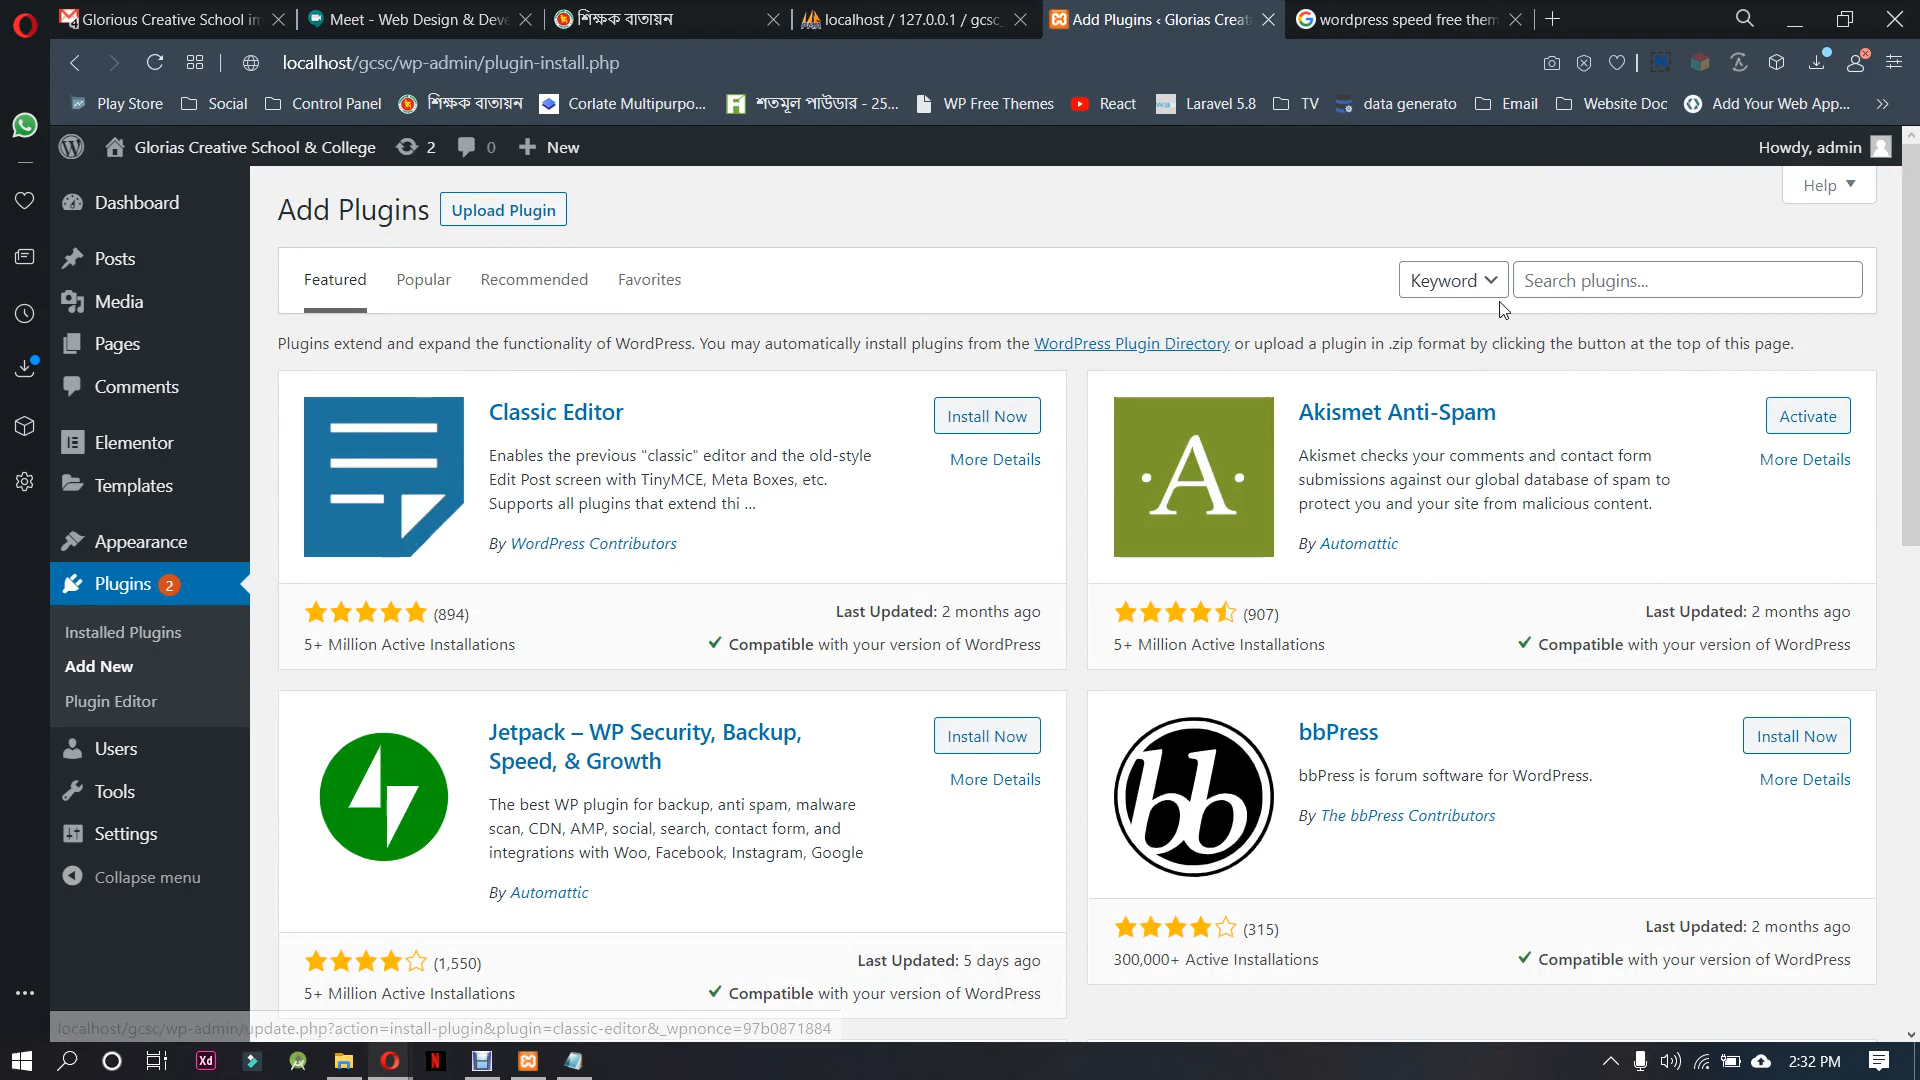 Glorious Creative School in
Meet - Web Design & Deve
শিক্ষক বাতায়ন
localhost / 127.0.0.1 / gcsc_
Add Plugins ‹ Glorias Creati
wordpress speed free them
localhost/gcsc/wp-admin/plugin-install.php
Play Store
Social
Control Panel
শিক্ষক বাতায়ন
Corlate Multipurpo...
শতমূল পাউডার - 25...
WP Free Themes
React
Laravel 5.8
TV
data generato
Email
Website Doc
Add Your Web App...
Glorias Creative School & College
2
0
New
Howdy, admin
Help
Dashboard
Posts
Media
Pages
Comments
Elementor
Templates
Appearance
Plugins 2
Installed Plugins
Add New
Plugin Editor
Users
Tools
Settings
Collapse menu
Add Plugins
Upload Plugin
Featured
Popular
Recommended
Favorites
Keyword
Search plugins...
Plugins extend and expand the functionality of WordPress. You may automatically install plugins from the WordPress Plugin Directory or upload a plugin in .zip format by clicking the button at the top of this page.
Classic Editor
Install Now
More Details
Enables the previous "classic" editor and the old-style
Edit Post screen with TinyMCE, Meta Boxes, etc.
Supports all plugins that extend thi ...
By WordPress Contributors
(894)
Last Updated: 2 months ago
5+ Million Active Installations
Compatible with your version of WordPress
A
Akismet Anti-Spam
Activate
More Details
Akismet checks your comments and contact form
submissions against our global database of spam to
protect you and your site from malicious content.
By Automattic
(907)
Last Updated: 2 months ago
5+ Million Active Installations
Compatible with your version of WordPress
Jetpack – WP Security, Backup,
Speed, & Growth
Install Now
More Details
The best WP plugin for backup, anti spam, malware
scan, CDN, AMP, social, search, contact form, and
integrations with Woo, Facebook, Instagram, Google
By Automattic
(1,550)
Last Updated: 5 days ago
5+ Million Active Installations
Compatible with your version of WordPress
bb
bbPress
Install Now
More Details
bbPress is forum software for WordPress.
By The bbPress Contributors
(315)
Last Updated: 2 months ago
300,000+ Active Installations
Compatible with your version of WordPress
localhost/gcsc/wp-admin/update.php?action=install-plugin&plugin=classic-editor&_wpnonce=97b0871884
Xd
N
2:32 PM